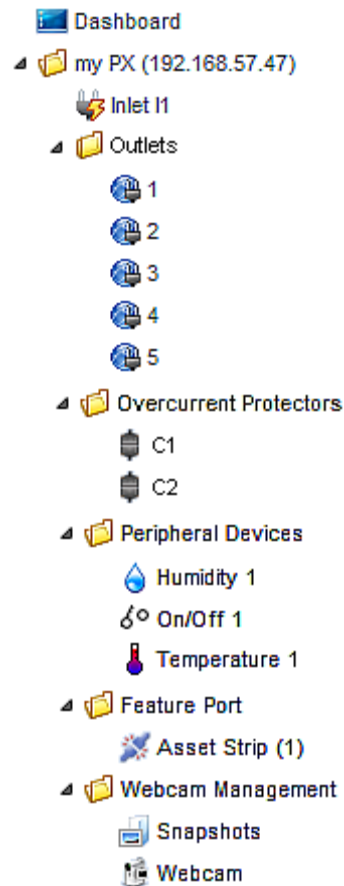 Dashboard
my PX (192.168.57.47)
Inlet I1
Outlets
1
2
3
4
5
Overcurrent Protectors
C1
C2
Peripheral Devices
Humidity 1
On/Off 1
Temperature 1
Feature Port
Asset Strip (1)
Webcam Management
Snapshots
Webcam